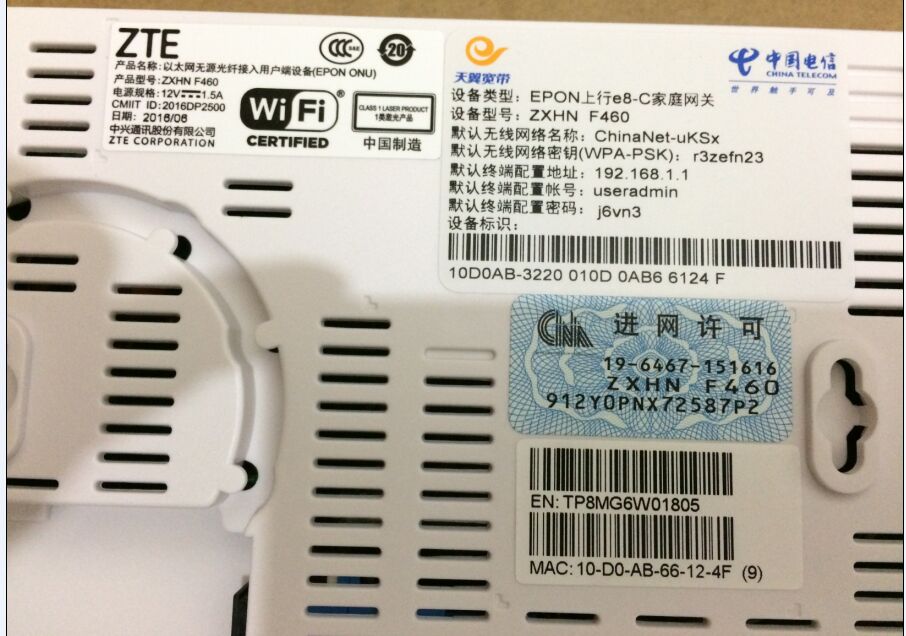 ZTE
CCC S&E
20
产品名称:以太网无源光纤接入用户端设备(EPON ONU)
产品型号:ZXHN F460
电源规格:12V⎓1.5A
CMIIT ID:2016DP2500
日期: 2016/06
中兴通讯股份有限公司
ZTE CORPORATION
Wi Fi®
CERTIFIED
CLASS 1 LASER PRODUCT
1类激光产品
中国制造
天翼宽带
中国电信
CHINA TELECOM
世界触手可及
设备类型: EPON上行e8-C家庭网关
设备型号: ZXHN F460
默认无线网络名称: ChinaNet-uKSx
默认无线网络密钥(WPA-PSK): r3zefn23
默认终端配置地址: 192.168.1.1
默认终端配置帐号: useradmin
默认终端配置密码: j6vn3
设备标识:
10D0AB-3220 010D 0AB6 6124 F
CNA 进网许可
19-6467-151616
ZXHN F460
912Y0PNX72587P2
EN: TP8MG6W01805
MAC: 10-D0-AB-66-12-4F (9)